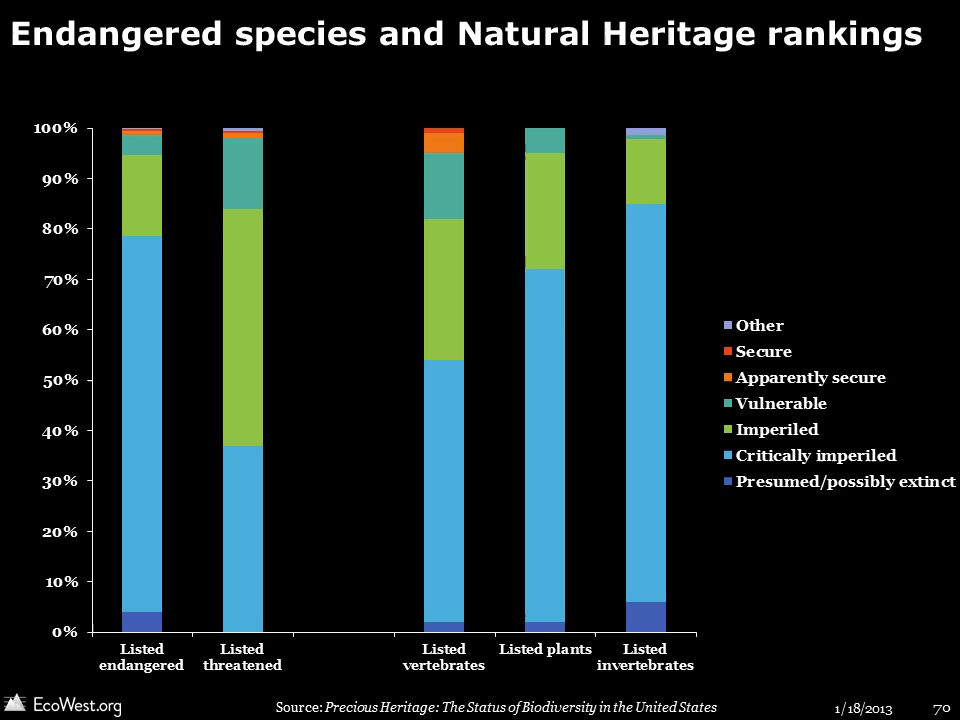 Endangered species and Natural Heritage rankings
100%
90%
80%
70%
60%
50%
40%
30%
20%
10%
0%
Listed
endangered
Listed
threatened
Listed
vertebrates
Listed plants
Listed
invertebrates
Other
Secure
Apparently secure
Vulnerable
Imperiled
Critically imperiled
Presumed/possibly extinct
EcoWest.org
Source: Precious Heritage: The Status of Biodiversity in the United States
1/18/2013
70